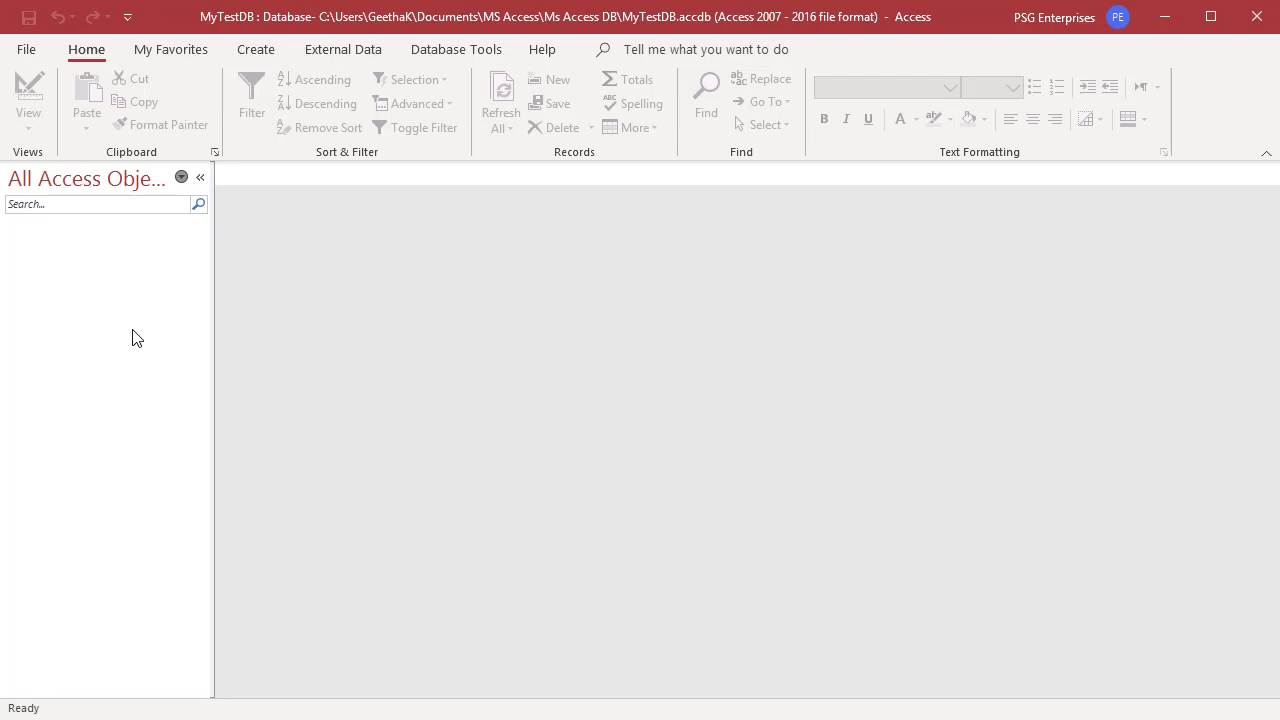 MyTestDB : Database- C:\Users\GeethaK\Documents\MS Access\Ms Access DB\MyTestDB.accdb (Access 2007 - 2016 file format) - Access
PSG Enterprises PE
File Home My Favorites Create External Data Database Tools Help Tell me what you want to do
View
Views
Paste
Cut
Copy
Format Painter
Clipboard
Filter
Ascending
Descending
Remove Sort
Selection
Advanced
Toggle Filter
Sort & Filter
Refresh
All
New
Save
Delete
Totals
Spelling
More
Records
Find
Replace
Go To
Select
Find
B I U A
Text Formatting
All Access Obje...
Search...
Ready